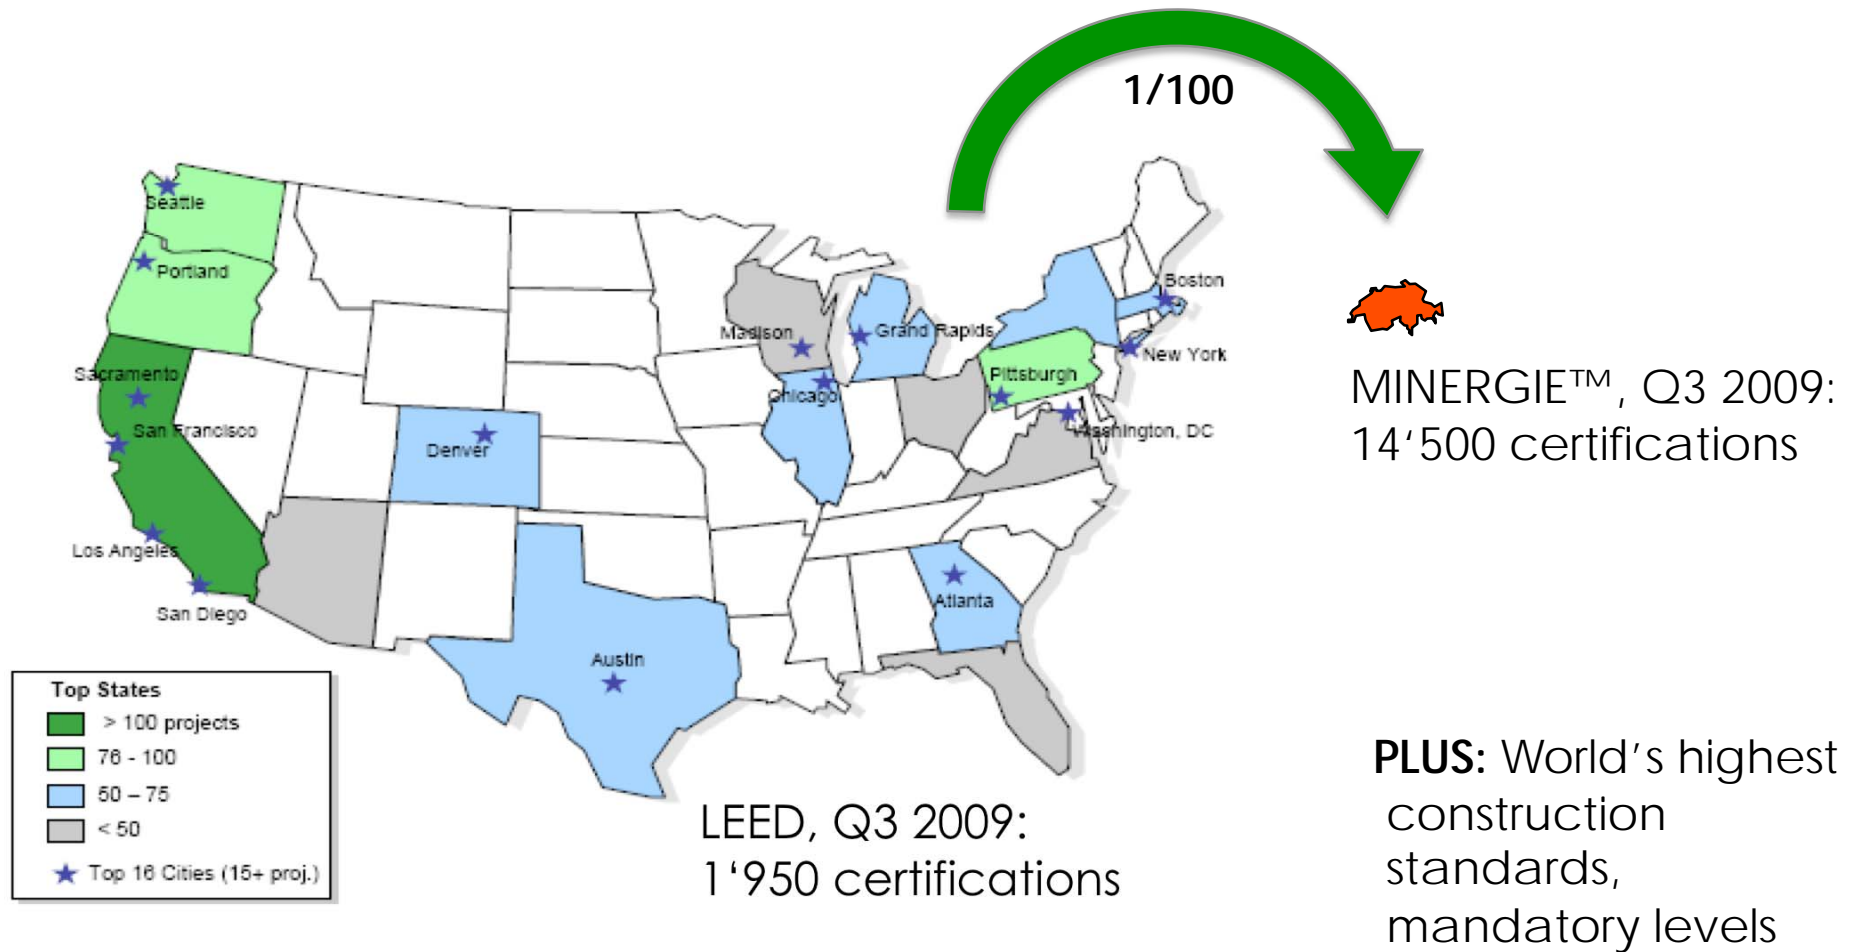 1/100
Seattle
Portland
Sacramento
San Francisco
Los Angeles
San Diego
Denver
Austin
Madison
Grand Rapids
Chicago
Pittsburgh
Boston
New York
Washington, DC
Atlanta
MINERGIE™, Q3 2009:
14‘500 certifications
Top States
> 100 projects
76 - 100
50 – 75
< 50
Top 16 Cities (15+ proj.)
LEED, Q3 2009:
1‘950 certifications
PLUS: World’s highest
construction
standards,
mandatory levels